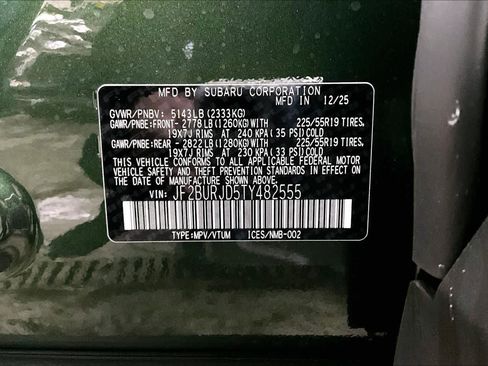 MFD BY SUBARU CORPORATION
MFD IN 12/25
GVWR/PNBV: 5143LB(2333KG)
GAWR/PNBE:FRONT-2778LB(1260KG)WITH 225/55R19 TIRES,
19X7J RIMS AT 240 KPA(35 PSI)COLD
GAWR/PNBE:REAR -2822LB(1280KG)WITH 225/55R19 TIRES,
19X7J RIMS AT 230 KPA(33 PSI)COLD
THIS VEHICLE CONFORMS TO ALL APPLICABLE FEDERAL MOTOR
VEHICLE SAFETY AND THEFT PREVENTION STANDARDS IN EFFECT
ON THE DATE OF MANUFACTURE SHOWN ABOVE.
VIN: JF2BURJD5TY482555
TYPE:MPV/VTUM ICES/NMB-002